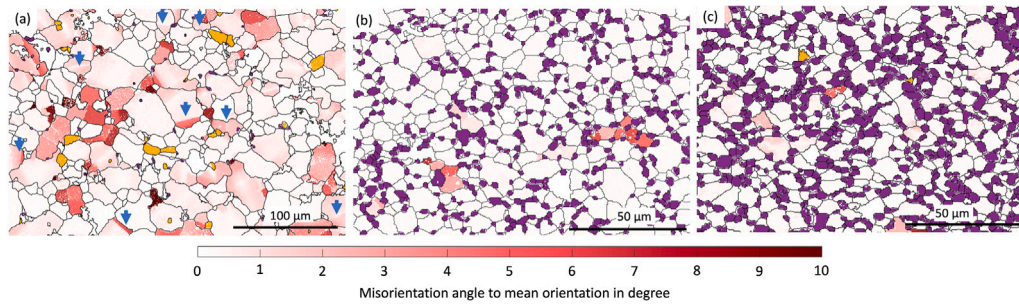 (a)
(b)
(c)
100 µm
50 µm
50 µm
0 1 2 3 4 5 6 7 8 9 10
Misorientation angle to mean orientation in degree